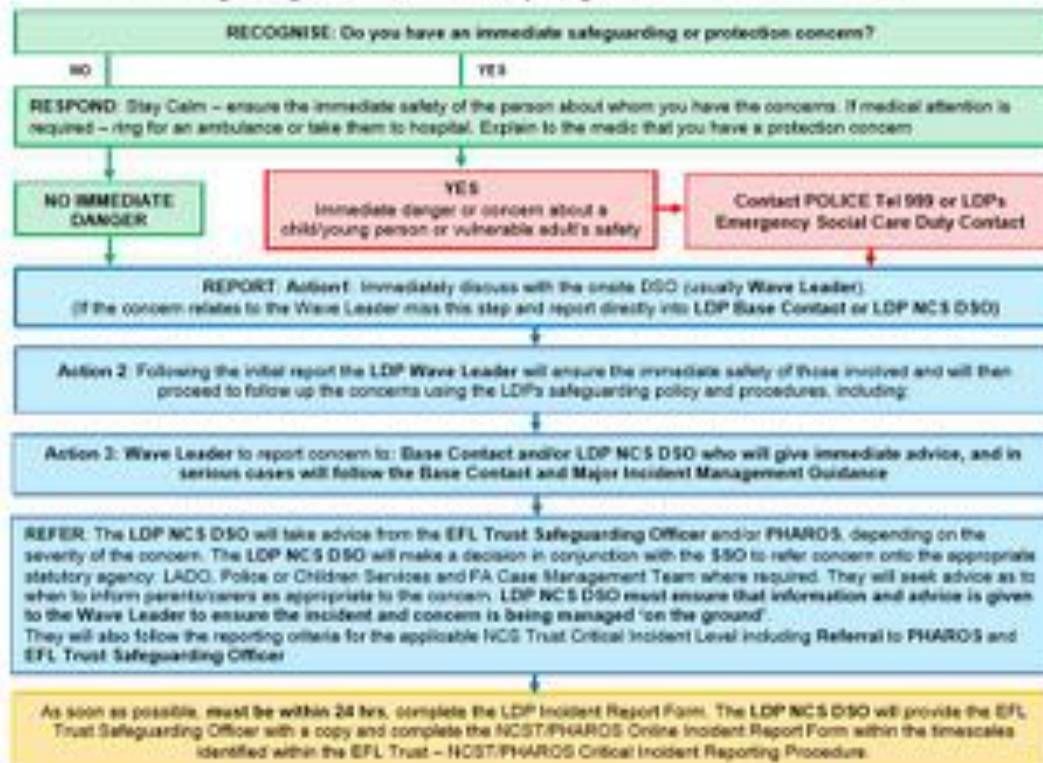 RECOGNISE: Do you have an immediate safeguarding or protection concern?
NO
YES
RESPOND: Stay Calm – ensure the immediate safety of the person about whom you have the concerns. If medical attention is
required – ring for an ambulance or take them to hospital. Explain to the medic that you have a protection concern
NO IMMEDIATE
DANGER
YES
Immediate danger or concern about a
child/young person or vulnerable adult's safety
Contact POLICE Tel 999 or LDPs
Emergency Social Care Duty Contact
REPORT: Action1: Immediately discuss with the onsite DSO (usually Wave Leader).
(If the concern relates to the Wave Leader miss this step and report directly into LDP Base Contact or LDP NCS DSO)
Action 2: Following the initial report the LDP Wave Leader will ensure the immediate safety of those involved and will then
proceed to follow up the concerns using the LDPs safeguarding policy and procedures, including:
Action 3: Wave Leader to report concern to: Base Contact and/or LDP NCS DSO who will give immediate advice, and in
serious cases will follow the Base Contact and Major Incident Management Guidance
REFER: The LDP NCS DSO will take advice from the EFL Trust Safeguarding Officer and/or PHAROS, depending on the
severity of the concern. The LDP NCS DSO will make a decision in conjunction with the SSO to refer concern onto the appropriate
statutory agency: LADO, Police or Children Services and FA Case Management Team where required. They will seek advice as to
when to inform parents/carers as appropriate to the concern. LDP NCS DSO must ensure that information and advice is given
to the Wave Leader to ensure the incident and concern is being managed 'on the ground'.
They will also follow the reporting criteria for the applicable NCS Trust Critical Incident Level including Referral to PHAROS and
EFL Trust Safeguarding Officer
As soon as possible, must be within 24 hrs, complete the LDP Incident Report Form. The LDP NCS DSO will provide the EFL
Trust Safeguarding Officer with a copy and complete the NCST/PHAROS Online Incident Report Form within the timescales
identified within the EFL Trust – NCST/PHAROS Critical Incident Reporting Procedure.